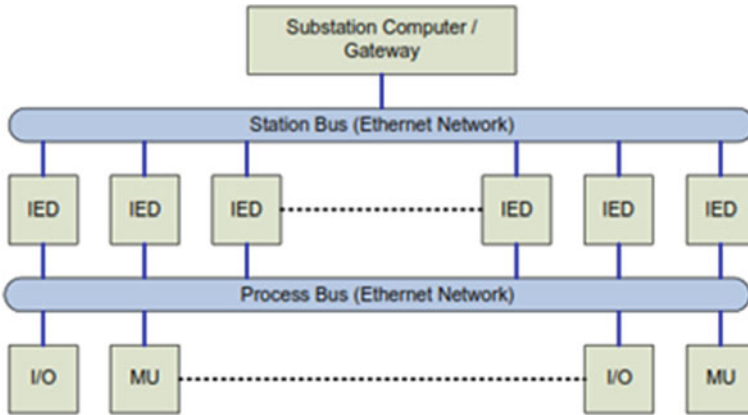 Substation Computer /
Gateway
Station Bus (Ethernet Network)
IED IED IED IED IED IED
Process Bus (Ethernet Network)
I/O MU I/O MU